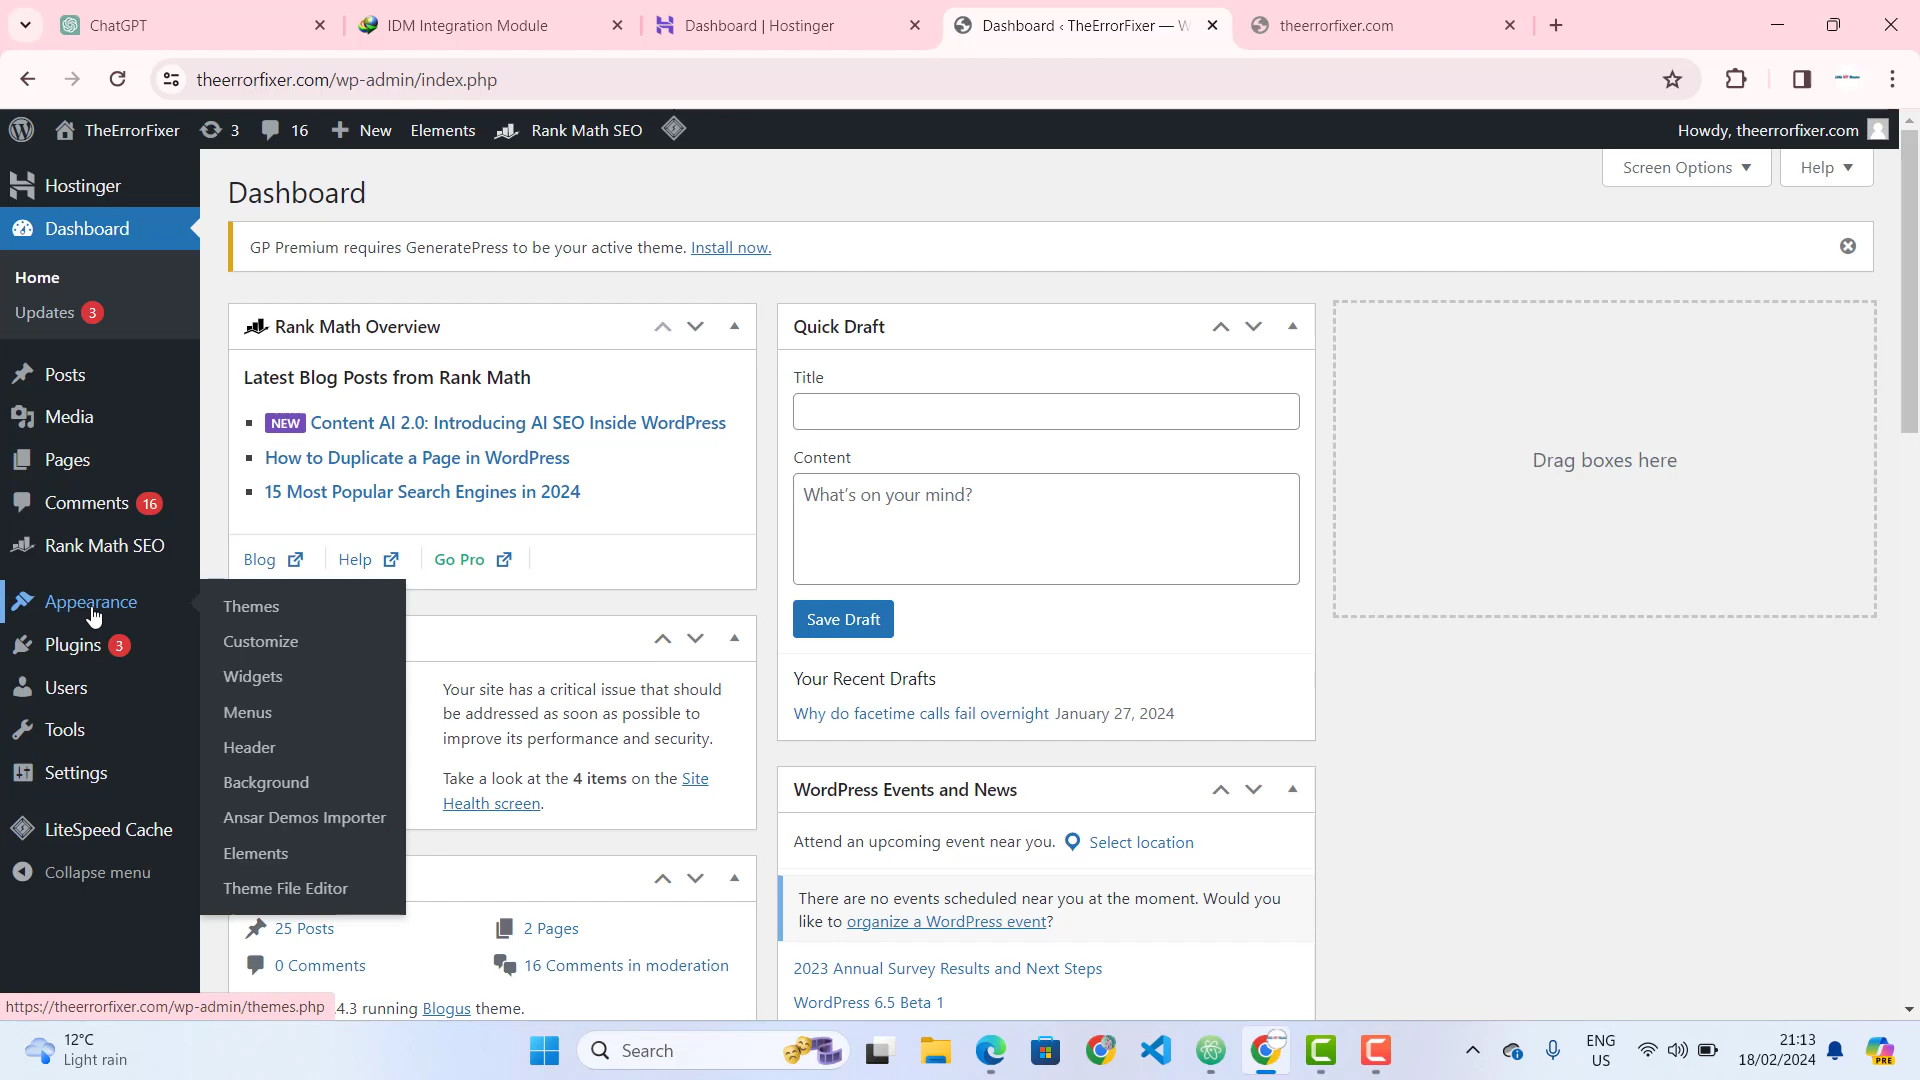 ChatGPT
IDM Integration Module
Dashboard | Hostinger
Dashboard ‹ TheErrorFixer — W
theerrorfixer.com
theerrorfixer.com/wp-admin/index.php
TheErrorFixer
3
16
New
Elements
Rank Math SEO
Howdy, theerrorfixer.com
Hostinger
Dashboard
Home
Updates 3
Posts
Media
Pages
Comments 16
Rank Math SEO
Appearance
Plugins 3
Users
Tools
Settings
LiteSpeed Cache
Collapse menu
Themes
Customize
Widgets
Menus
Header
Background
Ansar Demos Importer
Elements
Theme File Editor
Screen Options
Help
Dashboard
GP Premium requires GeneratePress to be your active theme. Install now.
Rank Math Overview
Latest Blog Posts from Rank Math
NEW Content AI 2.0: Introducing AI SEO Inside WordPress
How to Duplicate a Page in WordPress
15 Most Popular Search Engines in 2024
Blog
Help
Go Pro
Your site has a critical issue that should
be addressed as soon as possible to
improve its performance and security.
Take a look at the 4 items on the Site
Health screen.
25 Posts
2 Pages
0 Comments
16 Comments in moderation
4.3 running Blogus theme.
Quick Draft
Title
Content
What's on your mind?
Save Draft
Your Recent Drafts
Why do facetime calls fail overnight January 27, 2024
WordPress Events and News
Attend an upcoming event near you.
Select location
There are no events scheduled near you at the moment. Would you
like to organize a WordPress event?
2023 Annual Survey Results and Next Steps
WordPress 6.5 Beta 1
Drag boxes here
https://theerrorfixer.com/wp-admin/themes.php
12°C
Light rain
Search
ENG
US
21:13
18/02/2024
PRE